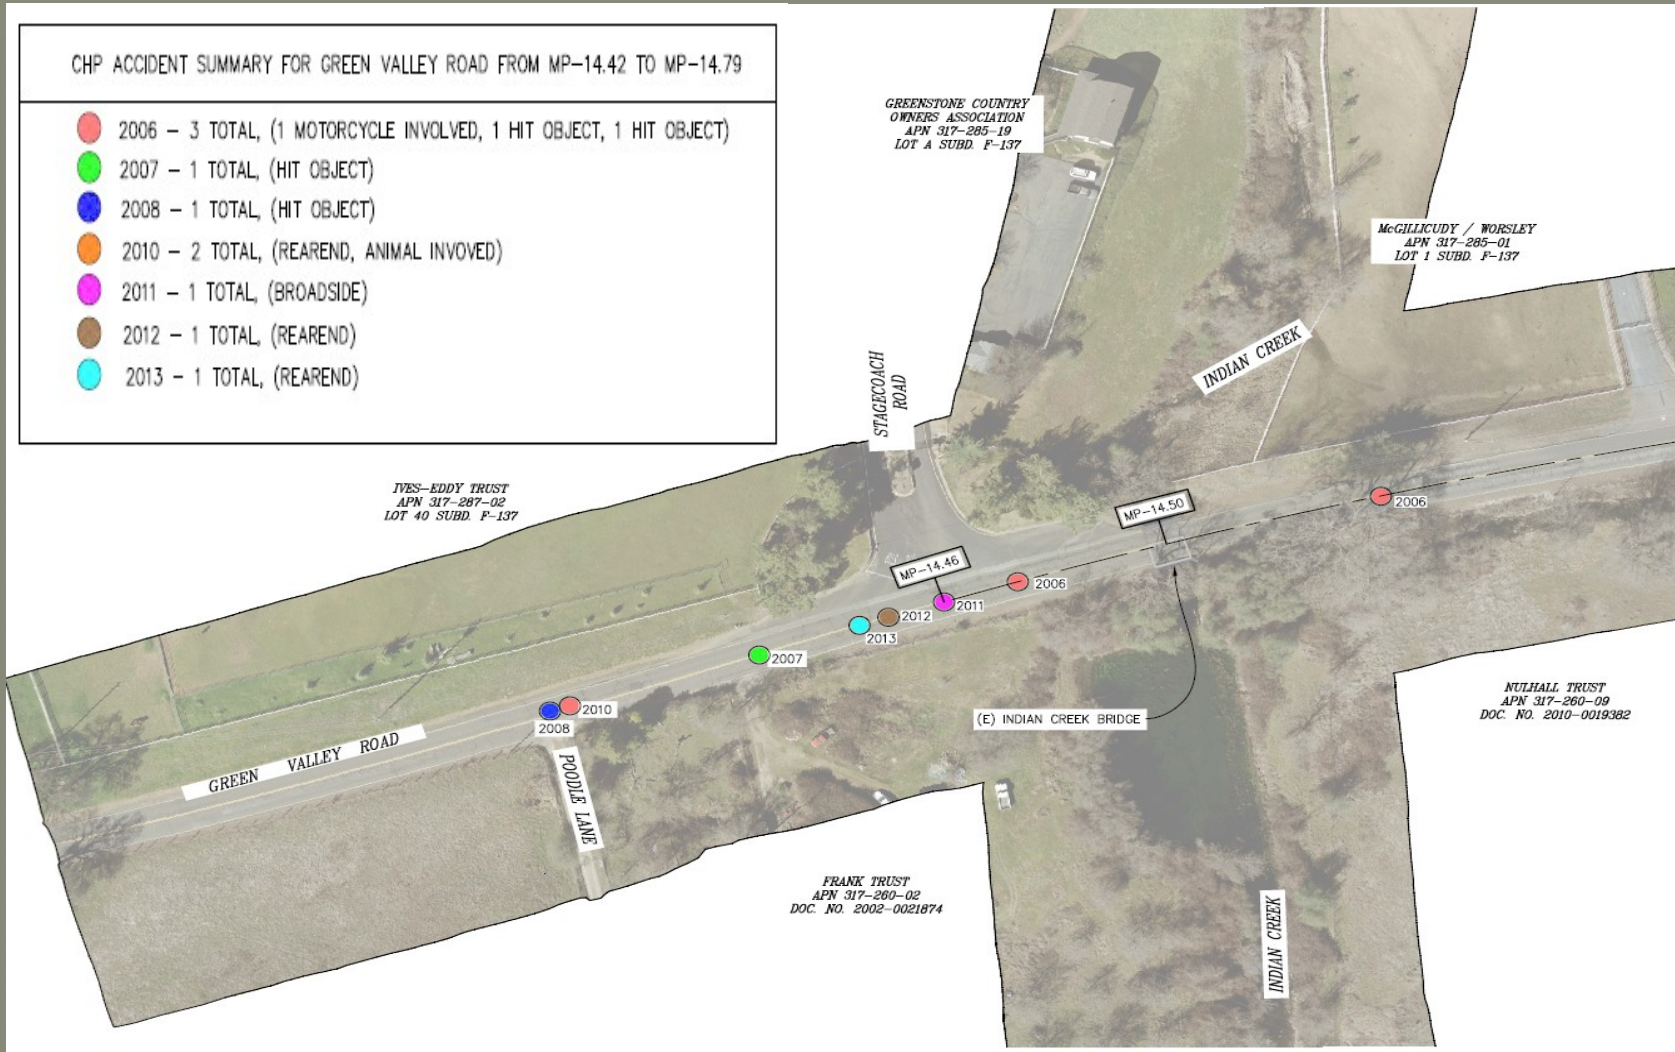 CHP ACCIDENT SUMMARY FOR GREEN VALLEY ROAD FROM MP-14.42 TO MP-14.79
2006 - 3 TOTAL, (1 MOTORCYCLE INVOLVED, 1 HIT OBJECT, 1 HIT OBJECT)
2007 - 1 TOTAL, (HIT OBJECT)
2008 - 1 TOTAL, (HIT OBJECT)
2010 - 2 TOTAL, (REAREND, ANIMAL INVOVED)
2011 - 1 TOTAL, (BROADSIDE)
2012 - 1 TOTAL, (REAREND)
2013 - 1 TOTAL, (REAREND)
GREENSTONE COUNTRY
OWNERS ASSOCIATION
APN 317-285-19
LOT A SUBD. F-137
McGILLICUDY / WORSLEY
APN 317-285-01
LOT 1 SUBD. F-137
INDIAN CREEK
STAGECOACH
ROAD
IVES-EDDY TRUST
APN 317-287-02
LOT 40 SUBD. F-137
MP-14.50
2006
MP-14.46
2006
2011
2012
2013
2007
2010
2008
GREEN VALLEY ROAD
POODLE LANE
(E) INDIAN CREEK BRIDGE
NULHALL TRUST
APN 317-260-09
DOC. NO. 2010-0019382
FRANK TRUST
APN 317-260-02
DOC. NO. 2002-0021874
INDIAN CREEK